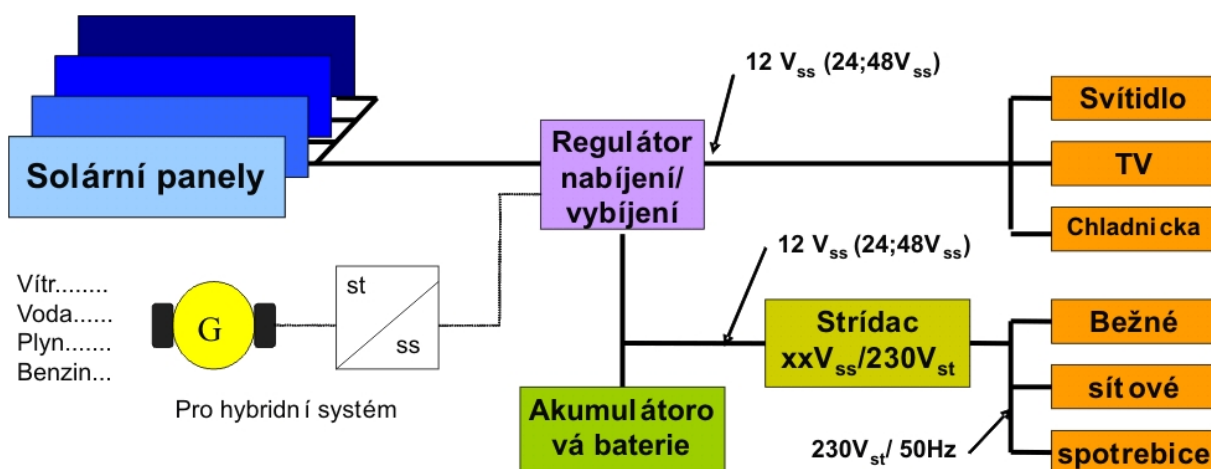 12 Vss (24;48Vss)
Solární panely
Regulátor
nabíjení/
vybíjení
Svítidlo
TV
Chladnicka
12 Vss (24;48Vss)
Vítr........
Voda......
Plyn.......
Benzin...
G
st
ss
Pro hybridní systém
Strídac
xxVss/230Vst
Akumulátoro
vá baterie
230Vst/ 50Hz
Bežné
sítové
spotrebice